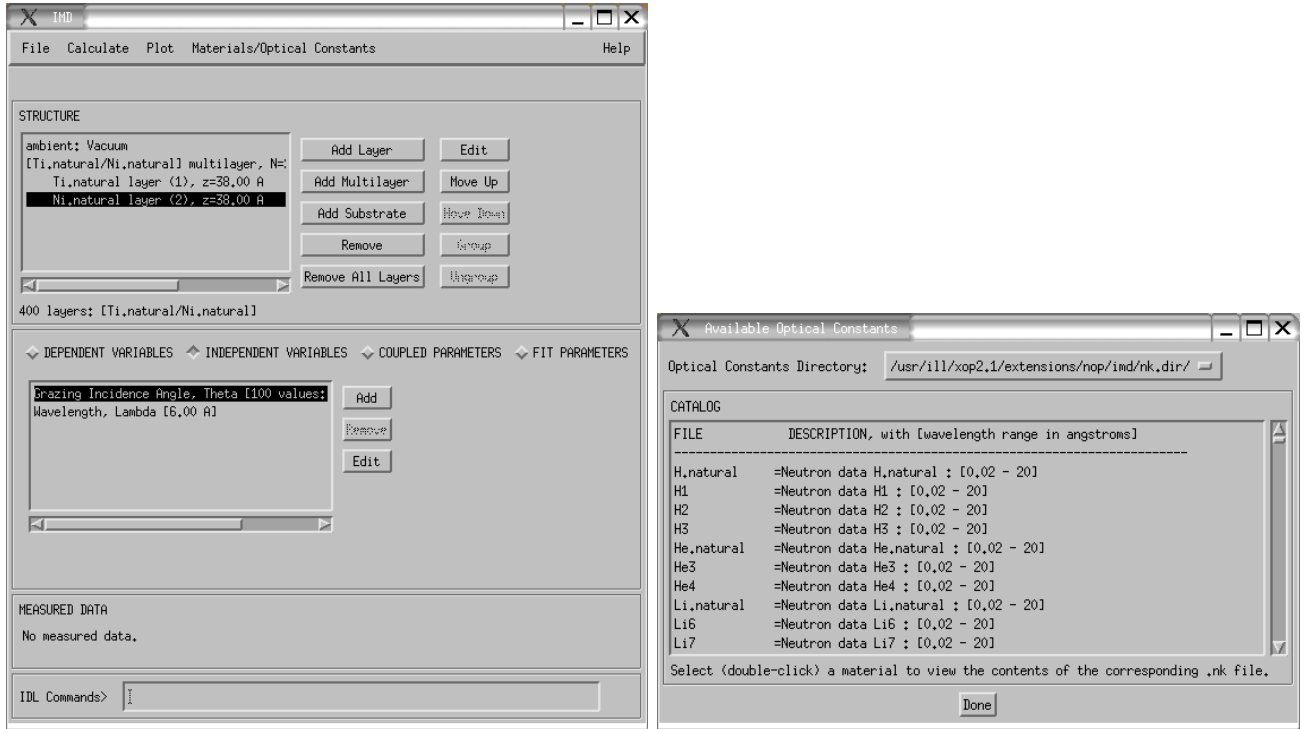 IMD
File Calculate Plot Materials/Optical Constants Help
STRUCTURE
ambient: Vacuum
[Ti.natural/Ni.natural] multilayer, N=
Ti.natural layer (1), z=38.00 A
Ni.natural layer (2), z=38.00 A
Add Layer Edit
Add Multilayer Move Up
Add Substrate Move Down
Remove Group
Remove All Layers Ungroup
400 layers: [Ti.natural/Ni.natural]
DEPENDENT VARIABLES INDEPENDENT VARIABLES COUPLED PARAMETERS FIT PARAMETERS
Grazing Incidence Angle, Theta [100 values:
Wavelength, Lambda [6.00 A]
Add
Remove
Edit
MEASURED DATA
No measured data.
IDL Commands>
Available Optical Constants
Optical Constants Directory: /usr/ill/xop2.1/extensions/nop/imd/nk.dir/
CATALOG
FILE DESCRIPTION, with [wavelength range in angstroms]
H.natural =Neutron data H.natural : [0.02 - 20]
H1 =Neutron data H1 : [0.02 - 20]
H2 =Neutron data H2 : [0.02 - 20]
H3 =Neutron data H3 : [0.02 - 20]
He.natural =Neutron data He.natural : [0.02 - 20]
He3 =Neutron data He3 : [0.02 - 20]
He4 =Neutron data He4 : [0.02 - 20]
Li.natural =Neutron data Li.natural : [0.02 - 20]
Li6 =Neutron data Li6 : [0.02 - 20]
Li7 =Neutron data Li7 : [0.02 - 20]
Select (double-click) a material to view the contents of the corresponding .nk file.
Done